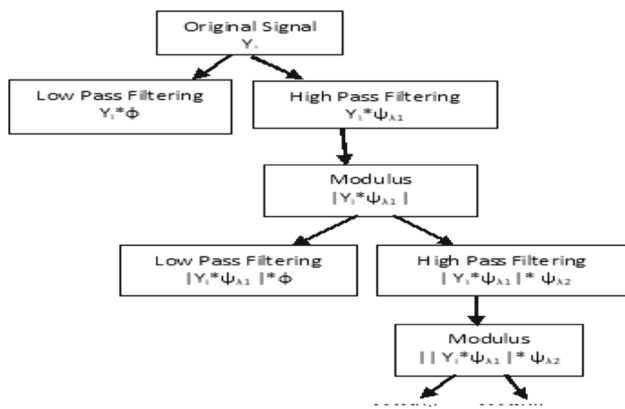 Original Signal
Yᵢ
Low Pass Filtering
Yᵢ*ϕ
High Pass Filtering
Yᵢ*ψλ1
Modulus
|Yᵢ*ψλ1|
Low Pass Filtering
|Yᵢ*ψλ1|*ϕ
High Pass Filtering
|Yᵢ*ψλ1|* ψλ2
Modulus
||Yᵢ*ψλ1|* ψλ2